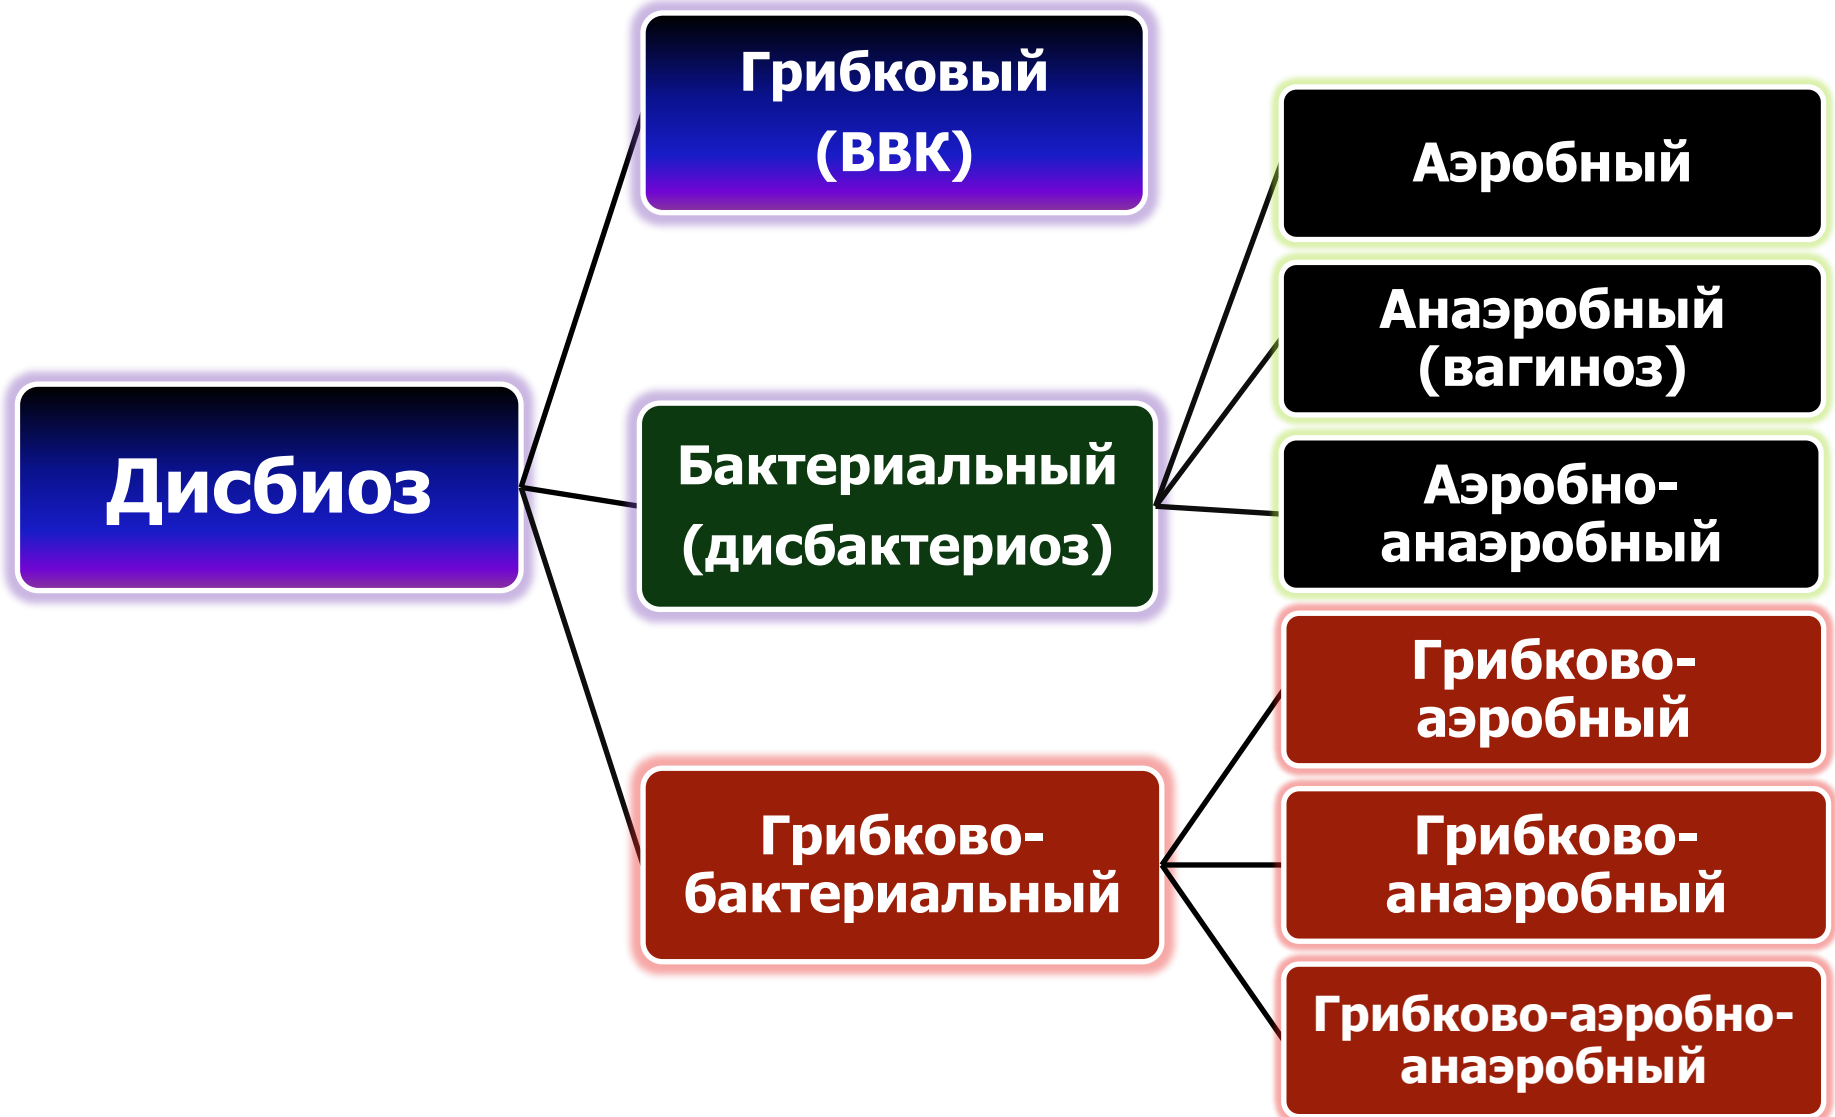 Дисбиоз
Грибковый
(ВВК)
Бактериальный
(дисбактериоз)
Грибково-
бактериальный
Аэробный
Анаэробный
(вагиноз)
Аэробно-
анаэробный
Грибково-
аэробный
Грибково-
анаэробный
Грибково-аэробно-
анаэробный